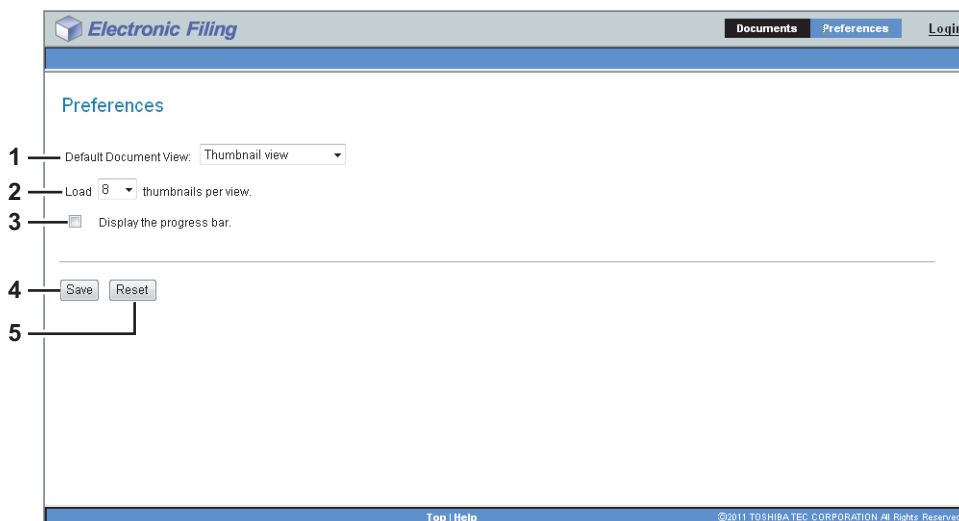 Electronic Filing
Documents Preferences Login
Preferences
1 Default Document View: Thumbnail view
2 Load 8 thumbnails per view.
3 Display the progress bar.
4 Save Reset
5
Top | Help ©2011 TOSHIBA TEC CORPORATION All Rights Reserved